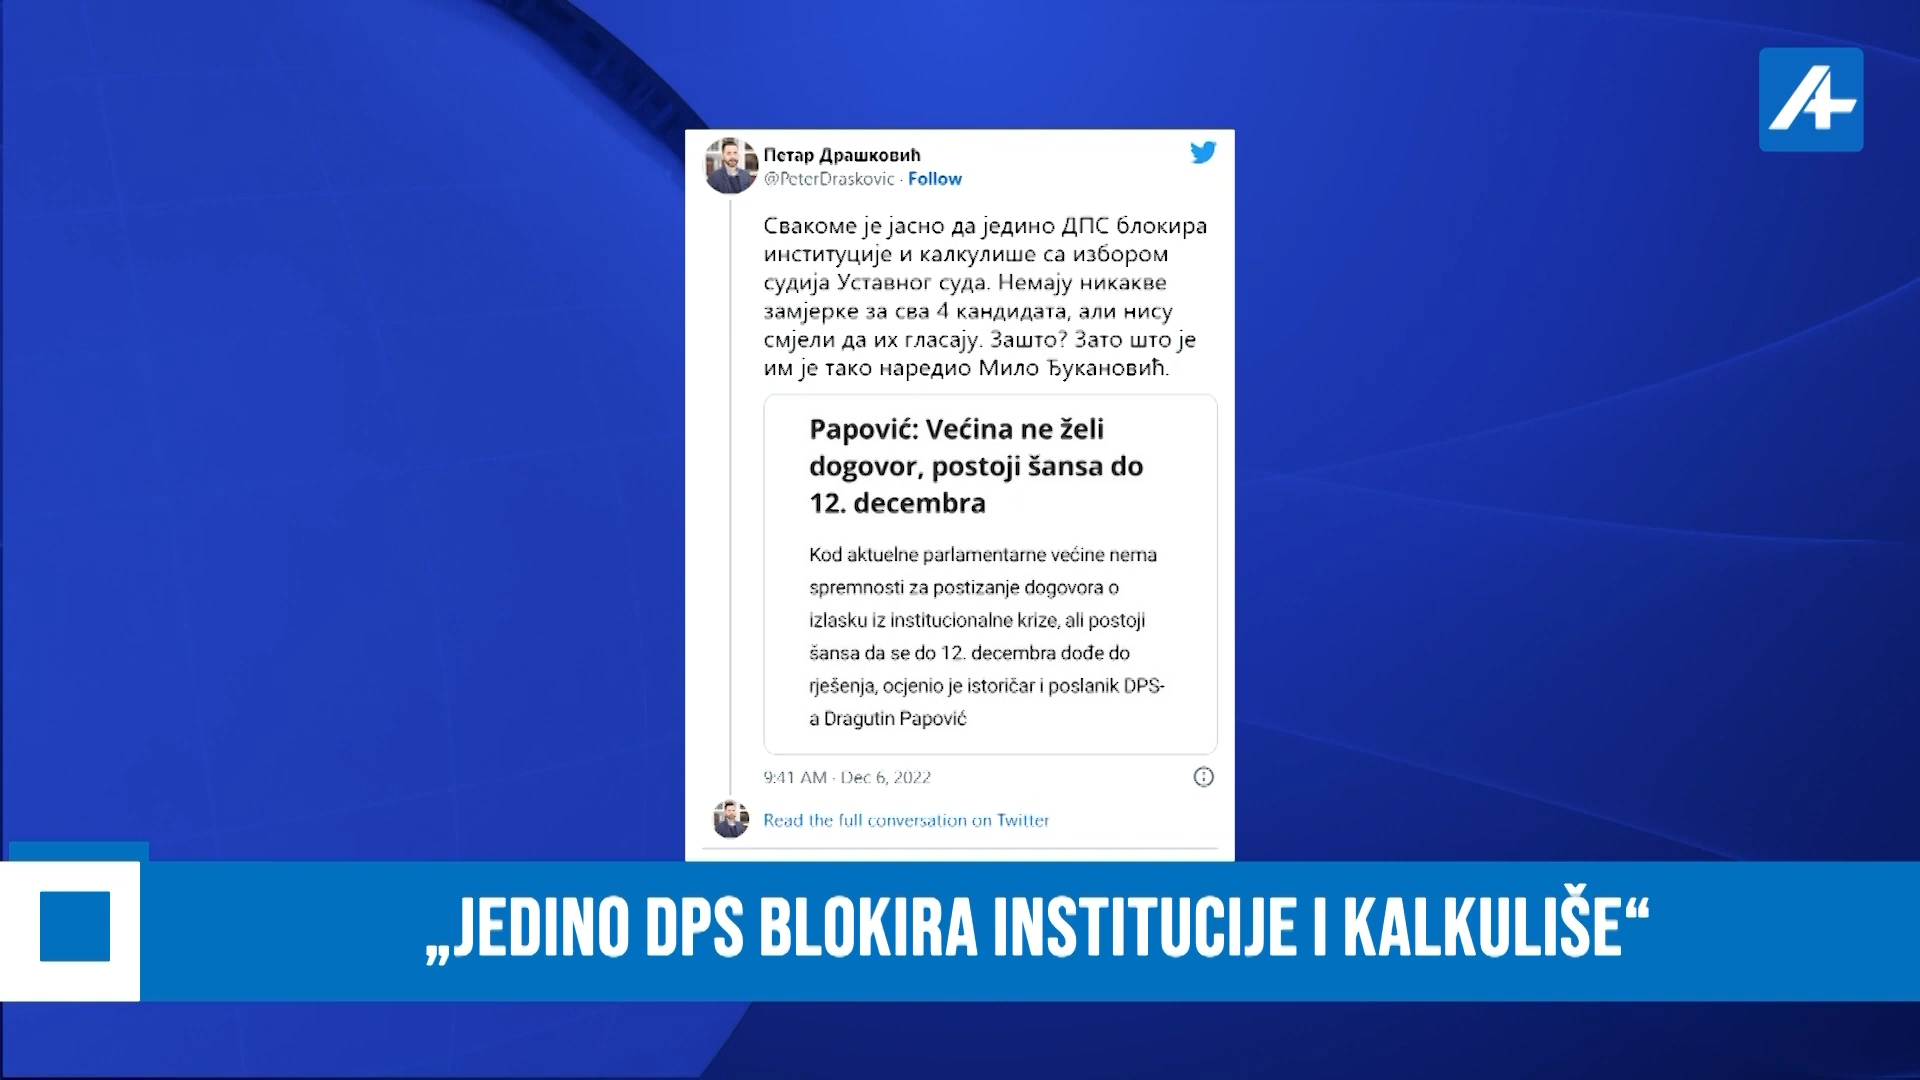 Петар Драшковић
@PeterDraskovic · Follow
Свакоме је јасно да једино ДПС блокира
институције и калкулише са избором
судија Уставног суда. Немају никакве
замјерке за сва 4 кандидата, али нису
смјели да их гласају. Зашто? Зато што је
им је тако наредио Мило Ђукановић.
Papović: Većina ne želi
dogovor, postoji šansa do
12. decembra
Kod aktuelne parlamentarne većine nema
spremnosti za postizanje dogovora o
izlasku iz institucionalne krize, ali postoji
šansa da se do 12. decembra dođe do
rješenja, ocjenio je istoričar i poslanik DPS-
a Dragutin Papović
9:41 AM · Dec 6, 2022
Read the full conversation on Twitter
„JEDINO DPS BLOKIRA INSTITUCIJE I KALKULIŠE“